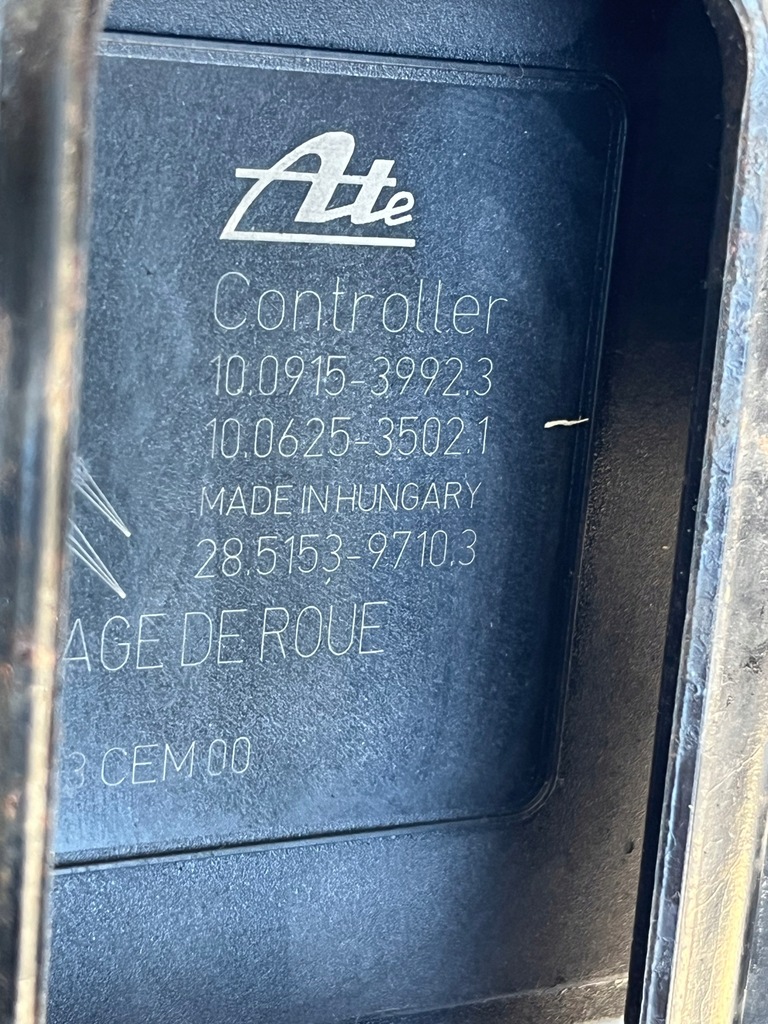 Ate
Controller
10.0915-3992.3
10.0625-3502.1
MADE IN HUNGARY
28.5153-9710.3
AGE DE ROUE
3 CEM 00